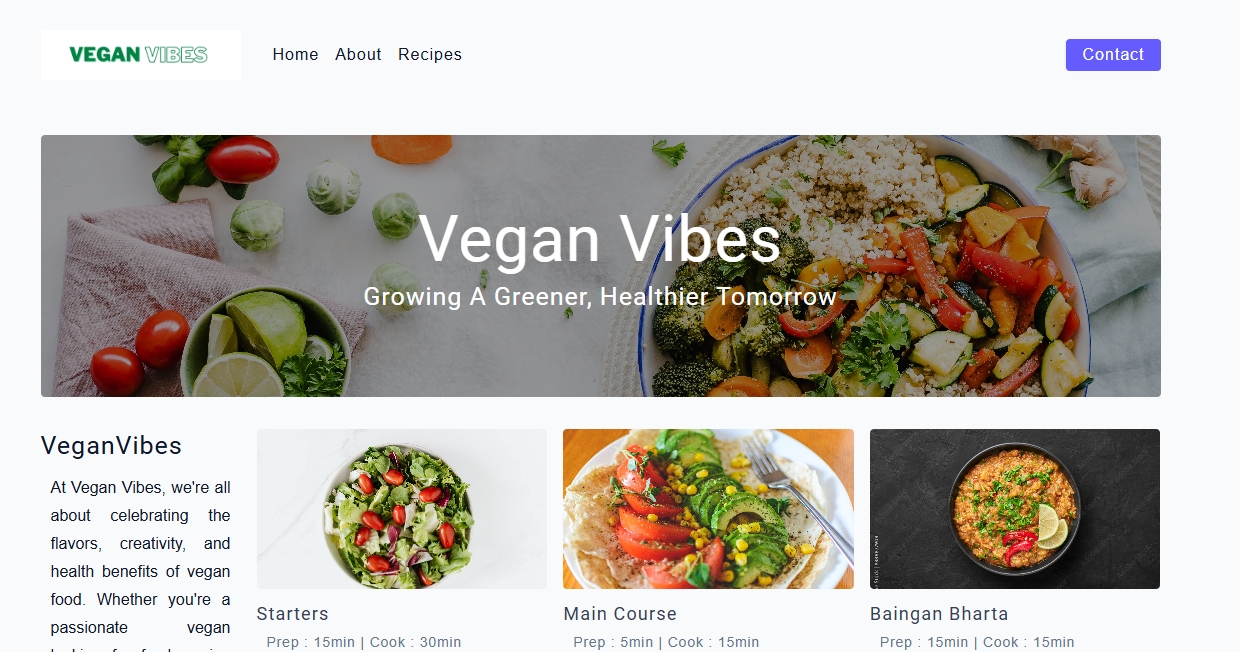 VEGAN VIBES
Home About Recipes
Contact
Vegan Vibes
Growing A Greener, Healthier Tomorrow
VeganVibes
At Vegan Vibes, we're all
about celebrating the
flavors, creativity, and
health benefits of vegan
food. Whether you're a
passionate vegan
Starters
Prep : 15min | Cook : 30min
Main Course
Prep : 5min | Cook : 15min
Baingan Bharta
Prep : 15min | Cook : 15min